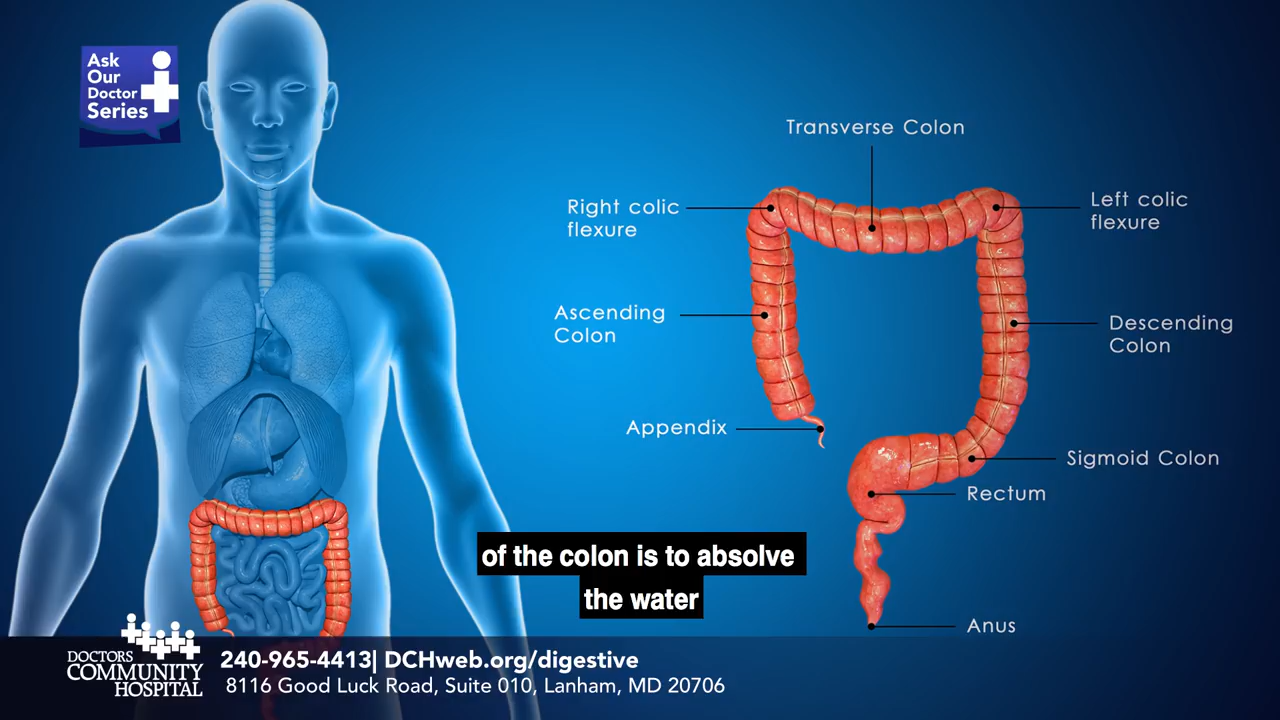 Ask
Our
Doctor
Series
Transverse Colon
Right colic
flexure
Left colic
flexure
Ascending
Colon
Descending
Colon
Appendix
Sigmoid Colon
Rectum
Anus
of the colon is to absolve
the water
DOCTORS
COMMUNITY
HOSPITAL
240-965-4413| DCHweb.org/digestive
8116 Good Luck Road, Suite 010, Lanham, MD 20706